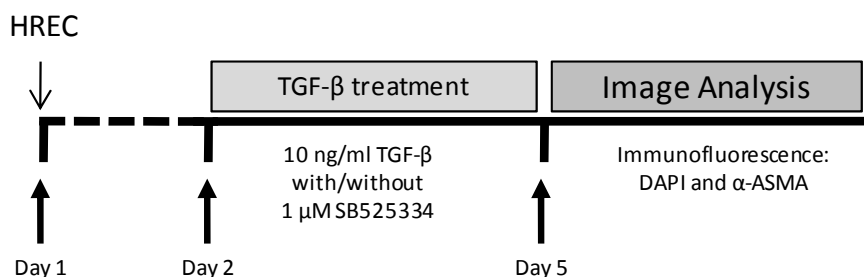 HREC
TGF-β treatment
Image Analysis
10 ng/ml TGF-β
with/without
1 μM SB525334
Immunofluorescence:
DAPI and α-ASMA
Day 1
Day 2
Day 5